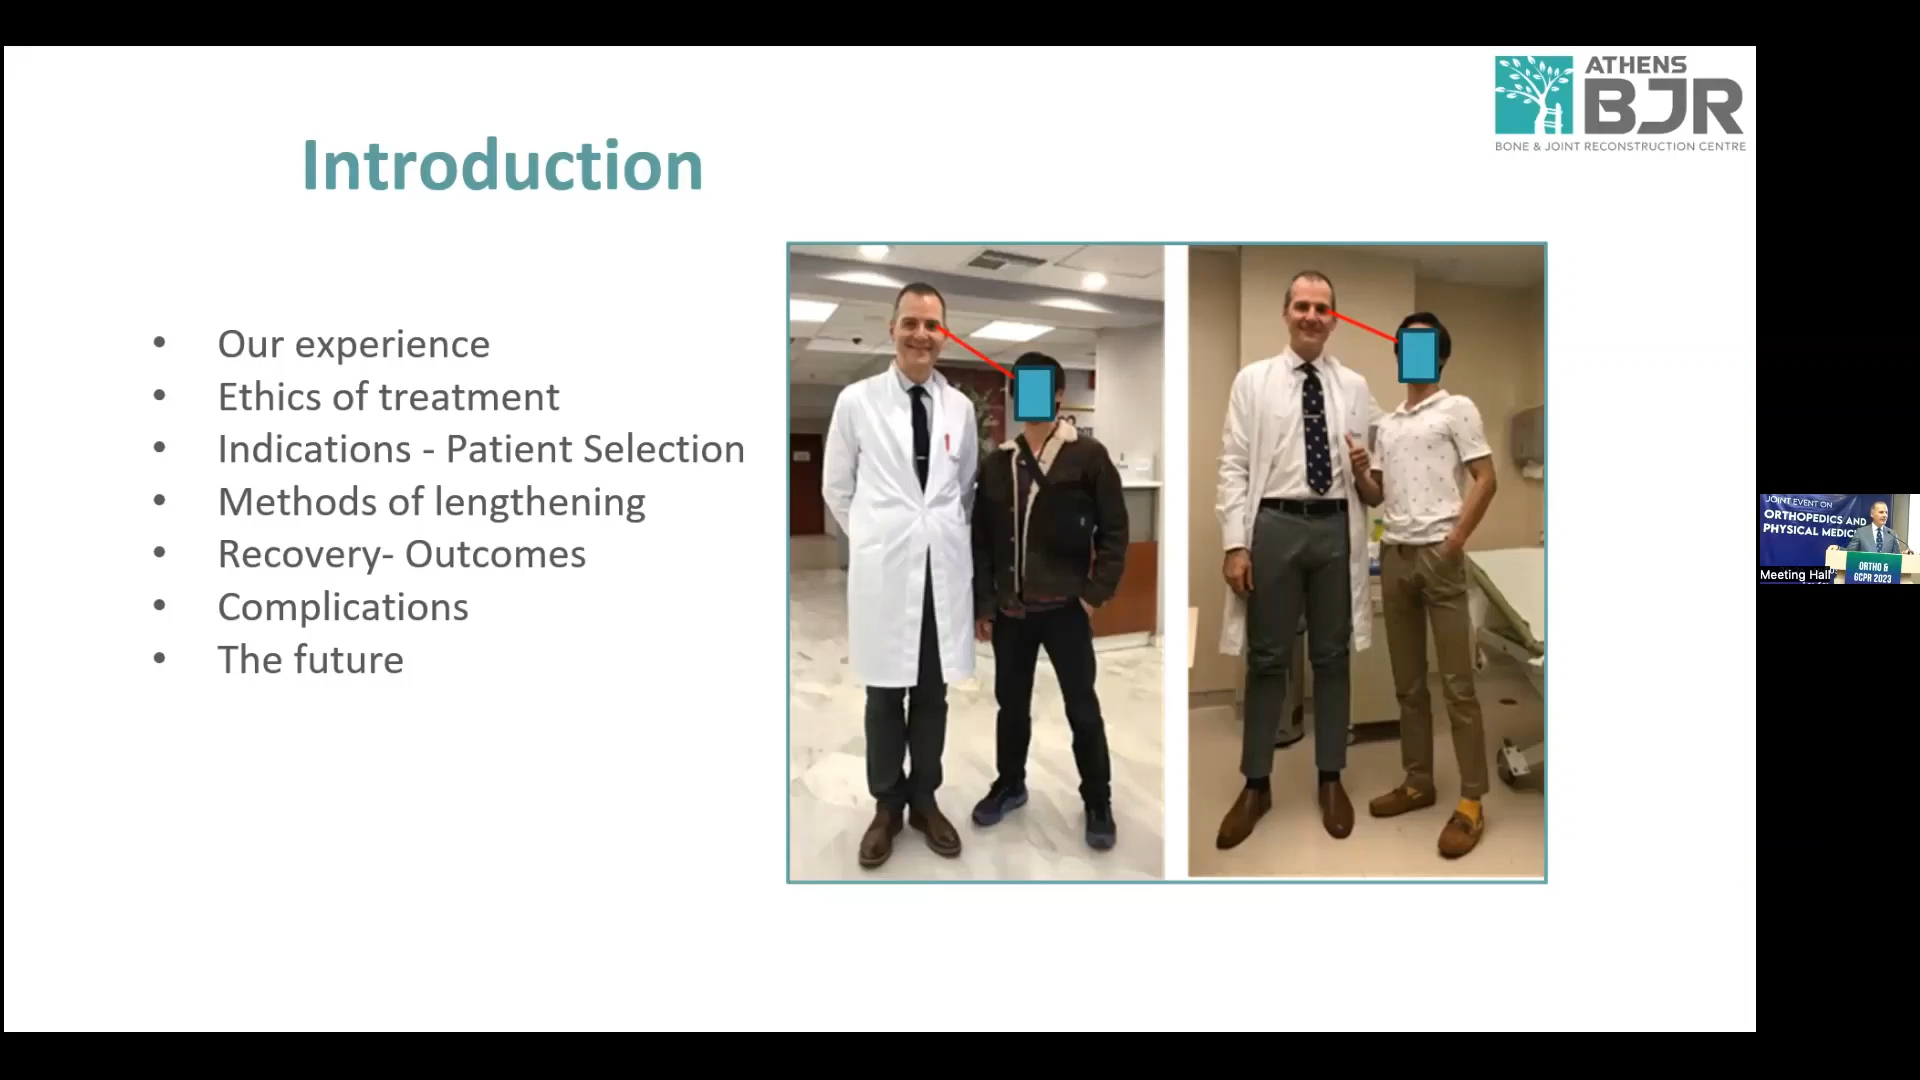 ATHENS
BJR
BONE & JOINT RECONSTRUCTION CENTRE
Introduction
• Our experience
• Ethics of treatment
• Indications - Patient Selection
• Methods of lengthening
• Recovery- Outcomes
• Complications
• The future
JOINT EVENT ON
ORTHOPEDICS AND
PHYSICAL MEDIC
ORTHO &
GCPR 2023
Meeting Hall